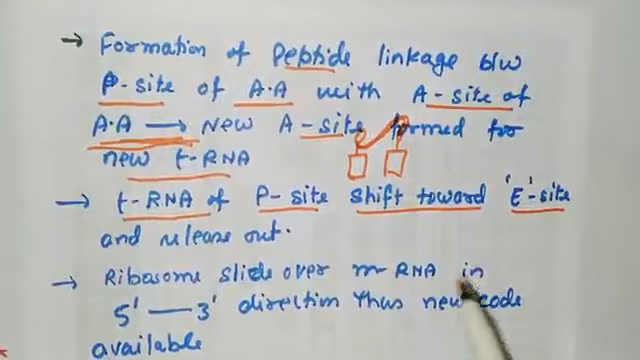 → Formation of Peptide linkage b/w
P-site of A.A with A-site of
A.A → New A-site formed for
new t-RNA
→ t-RNA of P-site shift toward 'E'-site
and release out.
→ Ribosome slide over m-RNA in
5' — 3' direction thus new code
available